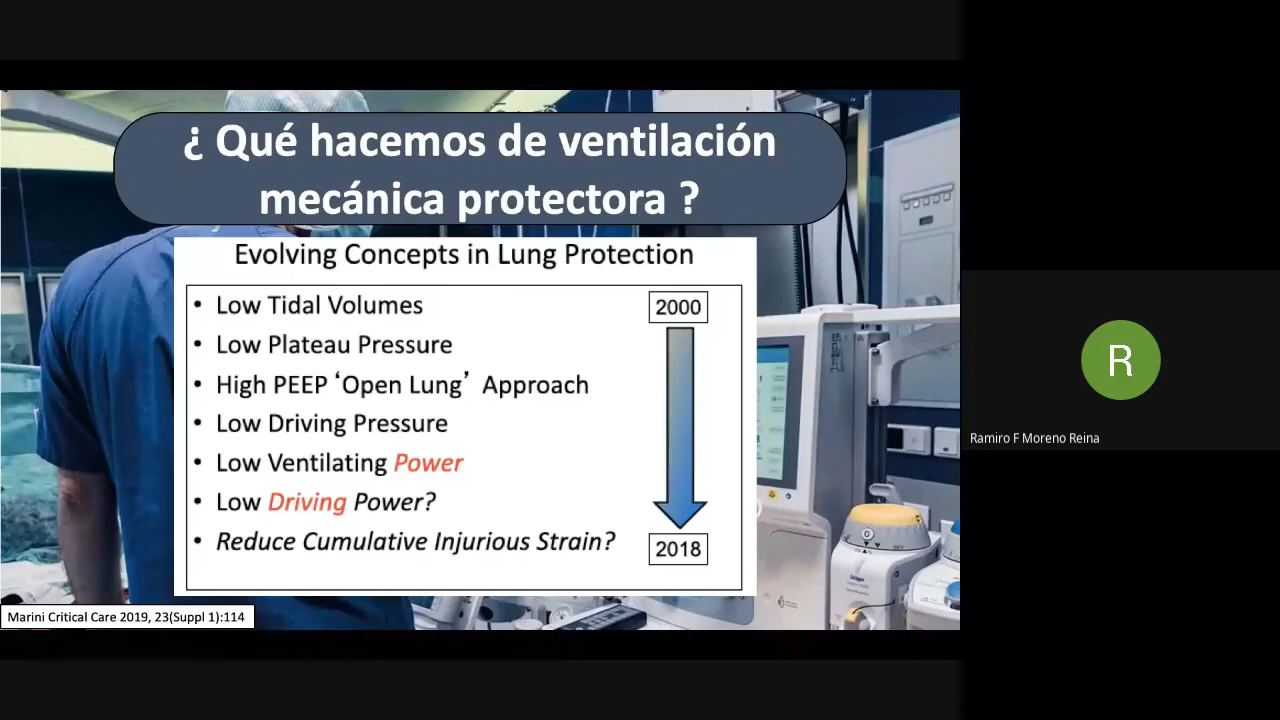 ¿ Qué hacemos de ventilación
mecánica protectora ?
Evolving Concepts in Lung Protection
• Low Tidal Volumes
• Low Plateau Pressure
• High PEEP ‘Open Lung’ Approach
• Low Driving Pressure
• Low Ventilating Power
• Low Driving Power?
• Reduce Cumulative Injurious Strain?
2000
2018
Marini Critical Care 2019, 23(Suppl 1):114
R
Ramiro F Moreno Reina